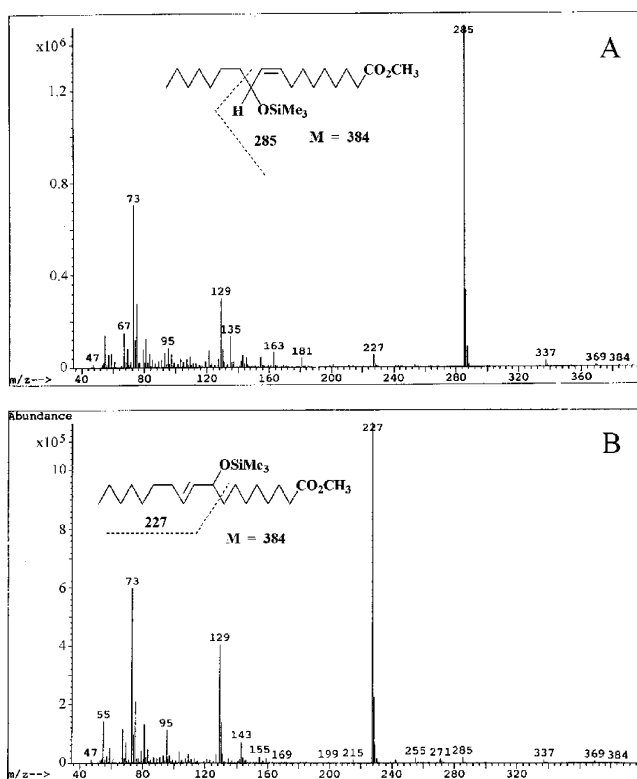 A
x10⁶
1.2
0.8
0.4
0
285
CO₂CH₃
H OSiMe₃
285 M = 384
73
129
67
135
47
95
163
181
227
337
369 384
m/z-->
40 80 120 160 200 240 280 320 360
Abundance
B
x10⁵
10
8
6
4
2
0
227
OSiMe₃
CO₂CH₃
227
M = 384
73
129
55
95
143
47
155
169
199 215
255
271 285
337
369 384
m/z-->
40 80 120 160 200 240 280 320 360